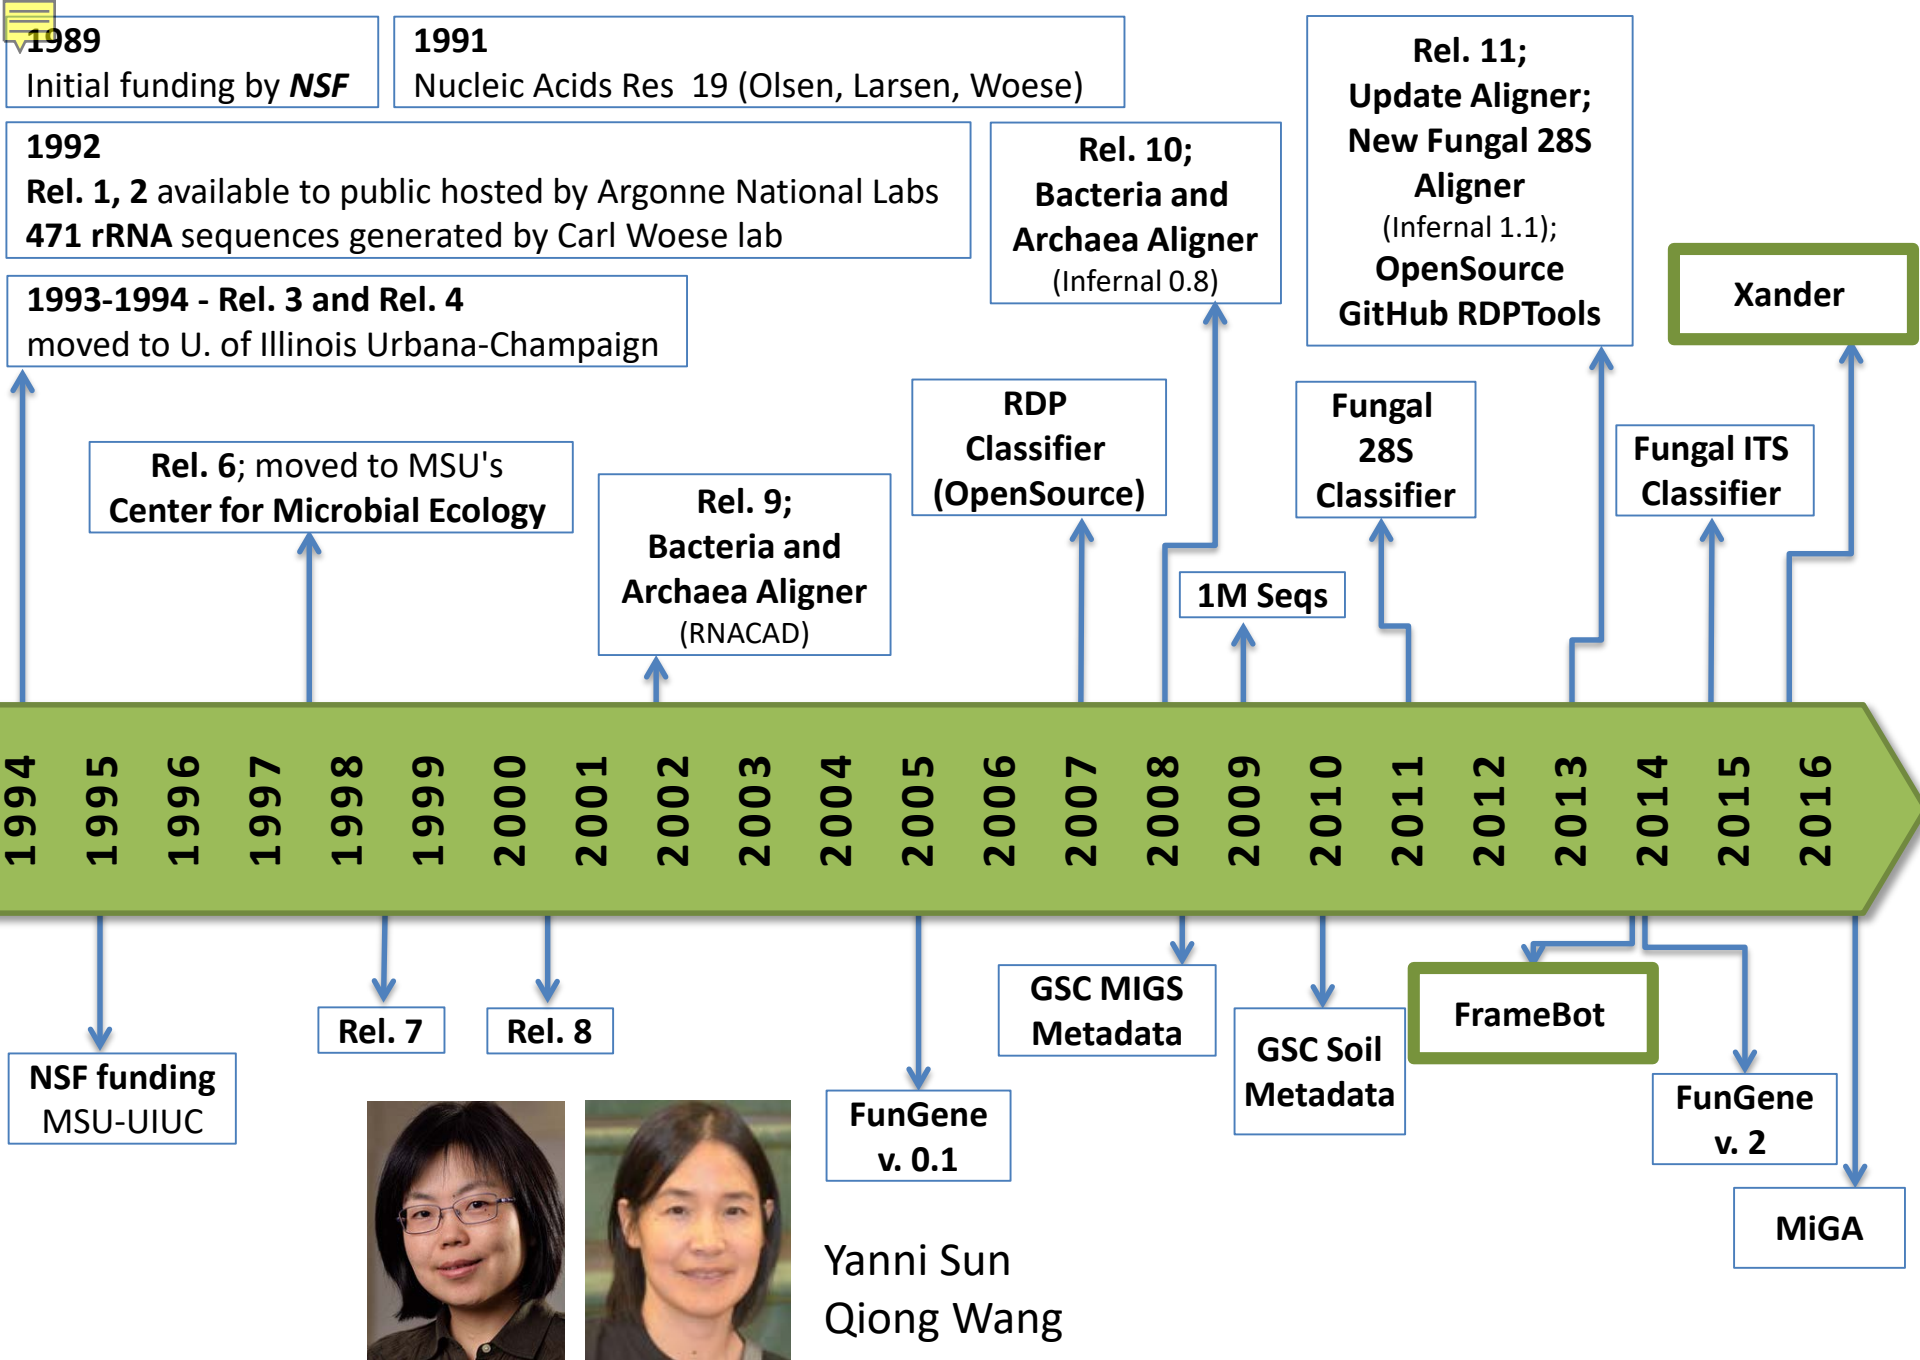 1989
Initial funding by NSF
1991
Nucleic Acids Res  19 (Olsen, Larsen, Woese)
1992
Rel. 1, 2 available to public hosted by Argonne National Labs
471 rRNA sequences generated by Carl Woese lab
1993-1994 - Rel. 3 and Rel. 4
moved to U. of Illinois Urbana-Champaign
Rel. 6; moved to MSU's
Center for Microbial Ecology
Rel. 9;
Bacteria and
Archaea Aligner
(RNACAD)
RDP
Classifier
(OpenSource)
Rel. 10;
Bacteria and
Archaea Aligner
(Infernal 0.8)
1M Seqs
Fungal
28S
Classifier
Rel. 11;
Update Aligner;
New Fungal 28S
Aligner
(Infernal 1.1);
OpenSource
GitHub RDPTools
Fungal ITS
Classifier
Xander
1994
1995
1996
1997
1998
1999
2000
2001
2002
2003
2004
2005
2006
2007
2008
2009
2010
2011
2012
2013
2014
2015
2016
NSF funding
MSU-UIUC
Rel. 7
Rel. 8
FunGene
v. 0.1
GSC MIGS
Metadata
GSC Soil
Metadata
FrameBot
FunGene
v. 2
MiGA
Yanni Sun
Qiong Wang